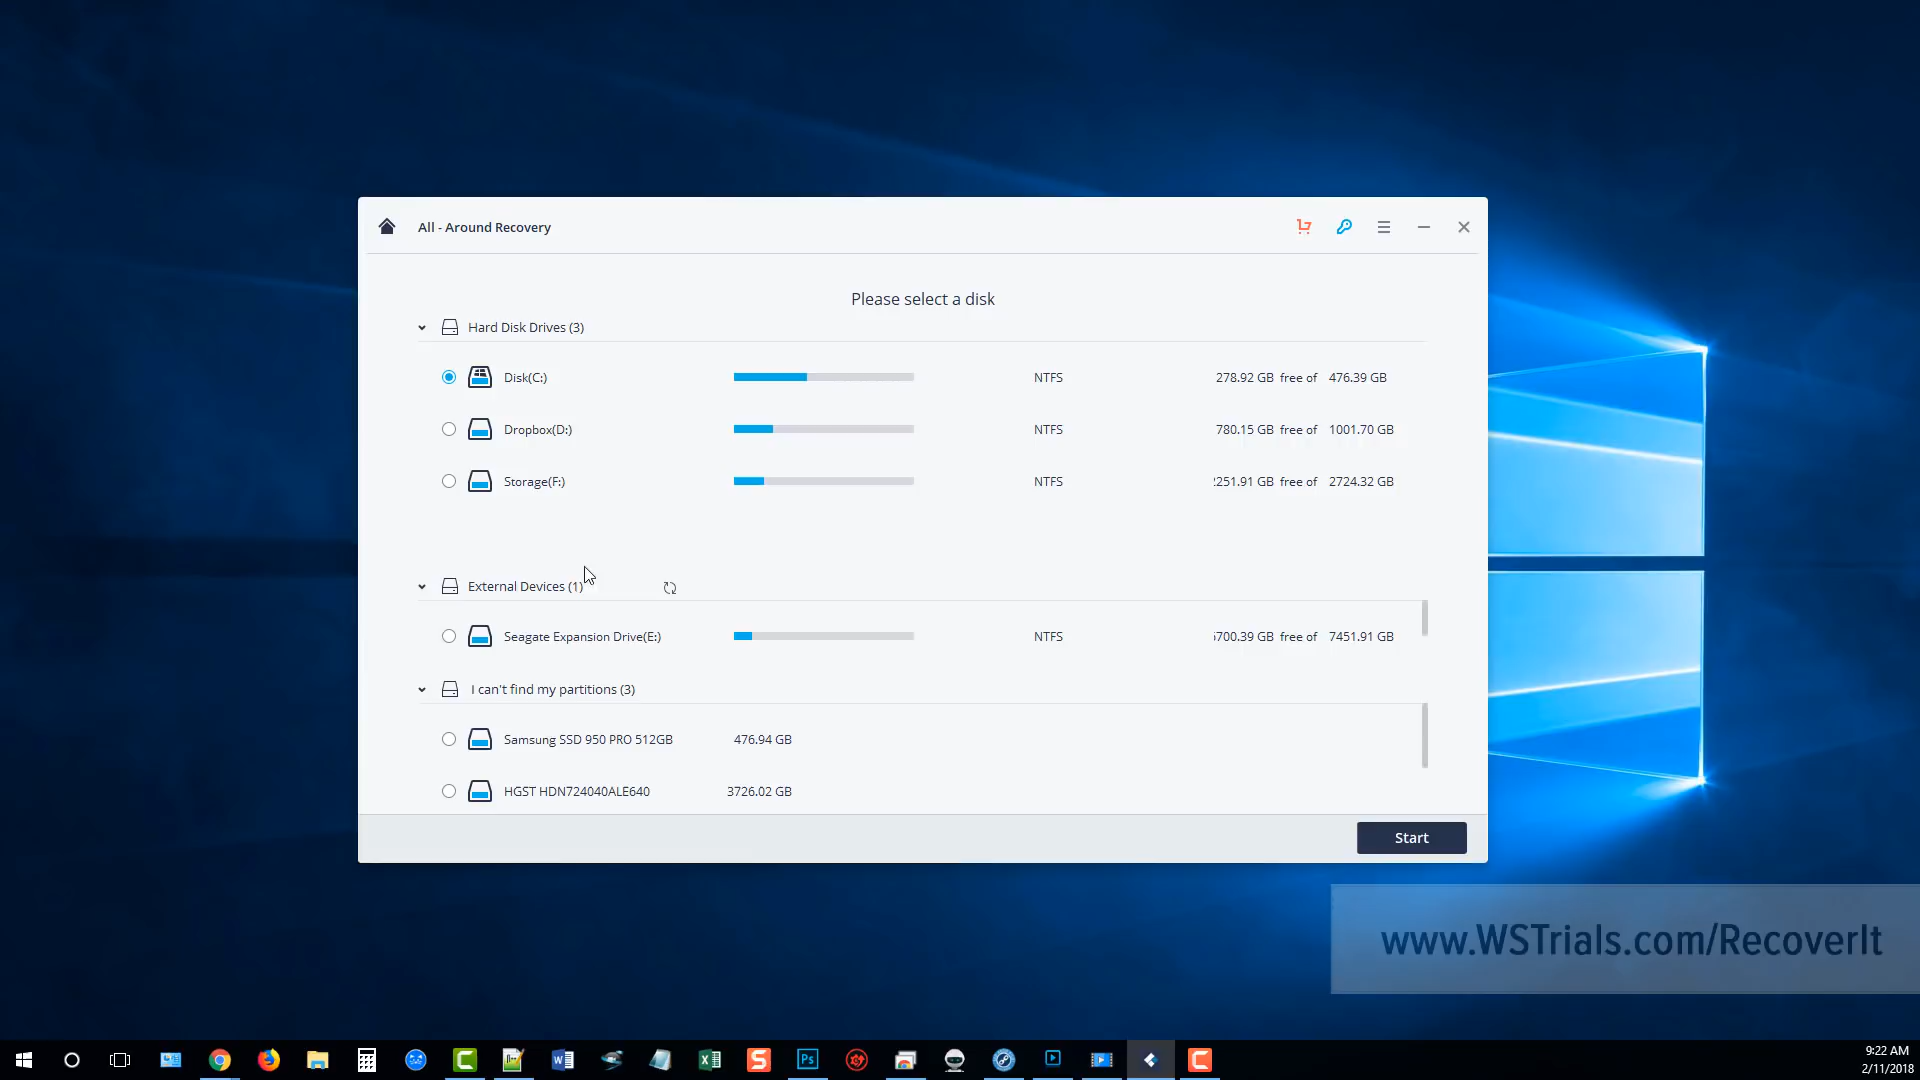 All - Around Recovery
Please select a disk
Hard Disk Drives (3)
Disk(C:) NTFS 278.92 GB free of 476.39 GB
Dropbox(D:) NTFS 780.15 GB free of 1001.70 GB
Storage(F:) NTFS 251.91 GB free of 2724.32 GB
External Devices (1)
Seagate Expansion Drive(E:) NTFS 700.39 GB free of 7451.91 GB
I can't find my partitions (3)
Samsung SSD 950 PRO 512GB 476.94 GB
HGST HDN724040ALE640 3726.02 GB
Start
www.WSTrials.com/RecoverIt
Ps
9:22 AM
2/11/2018